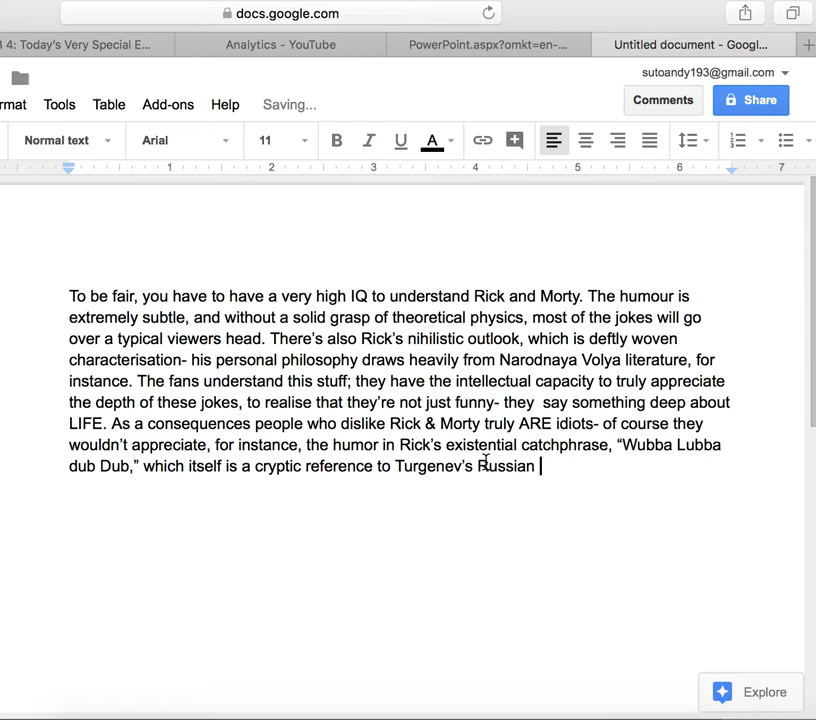 docs.google.com
4: Today's Very Special E...
Analytics - YouTube
PowerPoint.aspx?omkt=en-...
Untitled document - Googl...
sutoandy193@gmail.com
rmat Tools Table Add-ons Help Saving...
Comments
Share
Normal text Arial 11 B I U A
1 2 3 4 5 6 7
To be fair, you have to have a very high IQ to understand Rick and Morty. The humour is
extremely subtle, and without a solid grasp of theoretical physics, most of the jokes will go
over a typical viewers head. There's also Rick's nihilistic outlook, which is deftly woven
characterisation- his personal philosophy draws heavily from Narodnaya Volya literature, for
instance. The fans understand this stuff; they have the intellectual capacity to truly appreciate
the depth of these jokes, to realise that they're not just funny- they say something deep about
LIFE. As a consequences people who dislike Rick & Morty truly ARE idiots- of course they
wouldn't appreciate, for instance, the humor in Rick's existential catchphrase, “Wubba Lubba
dub Dub,” which itself is a cryptic reference to Turgenev's Russian
Explore